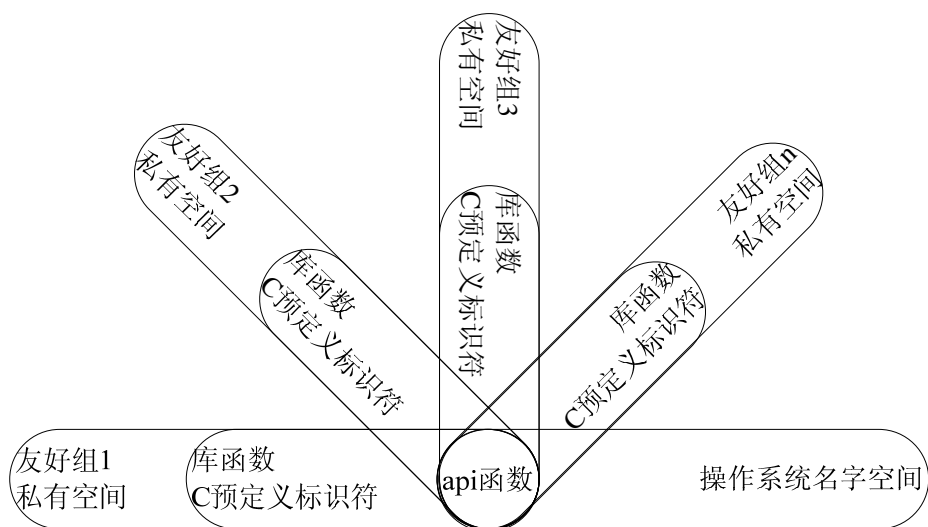 友好组3
私有空间
友好组2
私有空间
友好组n
私有空间
库函数
C预定义标识符
库函数
C预定义标识符
库函数
C预定义标识符
友好组1
私有空间
库函数
C预定义标识符
api函数
操作系统名字空间